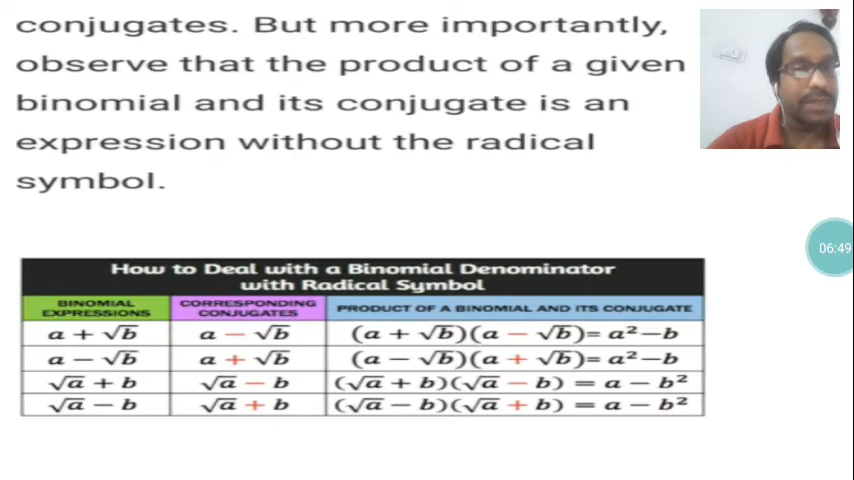 conjugates. But more importantly,
observe that the product of a given
binomial and its conjugate is an
expression without the radical
symbol.
06:49
How to Deal with a Binomial Denominator
with Radical Symbol
BINOMIAL EXPRESSIONS CORRESPONDING CONJUGATES PRODUCT OF A BINOMIAL AND ITS CONJUGATE
a + √b a − √b (a + √b)(a − √b)= a²−b
a − √b a + √b (a − √b)(a + √b)= a²−b
√a + b √a − b (√a + b)(√a − b) = a − b²
√a − b √a + b (√a − b)(√a + b) = a − b²